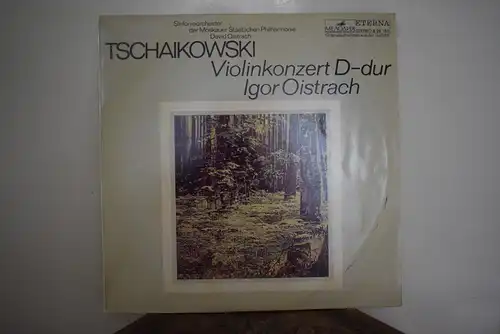 Sinfonieorchester
der Moskauer Staatlichen Philharmonie
David Oistrach
ETERNA
TSCHAIKOWSKI
Violinkonzert D-dur
Igor Oistrach